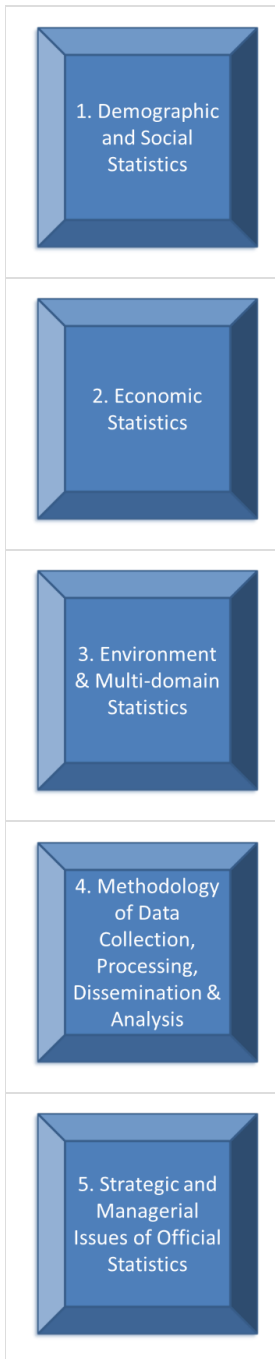 1. Demographic
and Social
Statistics
2. Economic
Statistics
3. Environment
& Multi-domain
Statistics
4. Methodology
of Data
Collection,
Processing,
Dissemination &
Analysis
5. Strategic and
Managerial
Issues of Official
Statistics